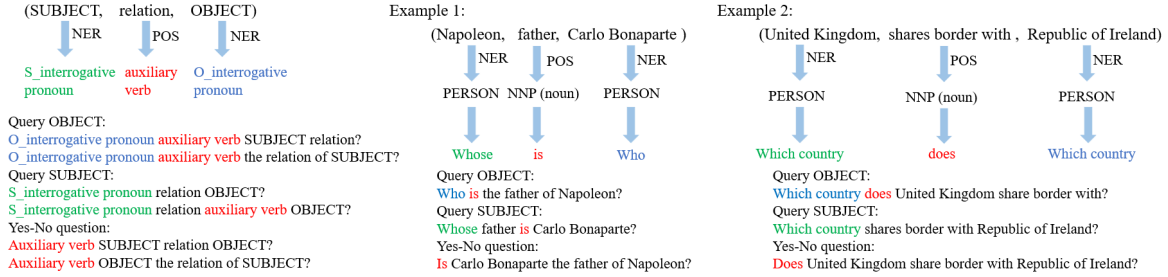 (SUBJECT, relation, OBJECT)
NER POS NER
S_interrogative pronoun auxiliary verb O_interrogative pronoun
Query OBJECT:
O_interrogative pronoun auxiliary verb SUBJECT relation?
O_interrogative pronoun auxiliary verb the relation of SUBJECT?
Query SUBJECT:
S_interrogative pronoun relation OBJECT?
S_interrogative pronoun relation auxiliary verb OBJECT?
Yes-No question:
Auxiliary verb SUBJECT relation OBJECT?
Auxiliary verb OBJECT the relation of SUBJECT?
Example 1:
(Napoleon, father, Carlo Bonaparte )
NER POS NER
PERSON NNP (noun) PERSON
Whose is Who
Query OBJECT:
Who is the father of Napoleon?
Query SUBJECT:
Whose father is Carlo Bonaparte?
Yes-No question:
Is Carlo Bonaparte the father of Napoleon?
Example 2:
(United Kingdom, shares border with , Republic of Ireland)
NER POS NER
PERSON NNP (noun) PERSON
Which country does Which country
Query OBJECT:
Which country does United Kingdom share border with?
Query SUBJECT:
Which country shares border with Republic of Ireland?
Yes-No question:
Does United Kingdom share border with Republic of Ireland?